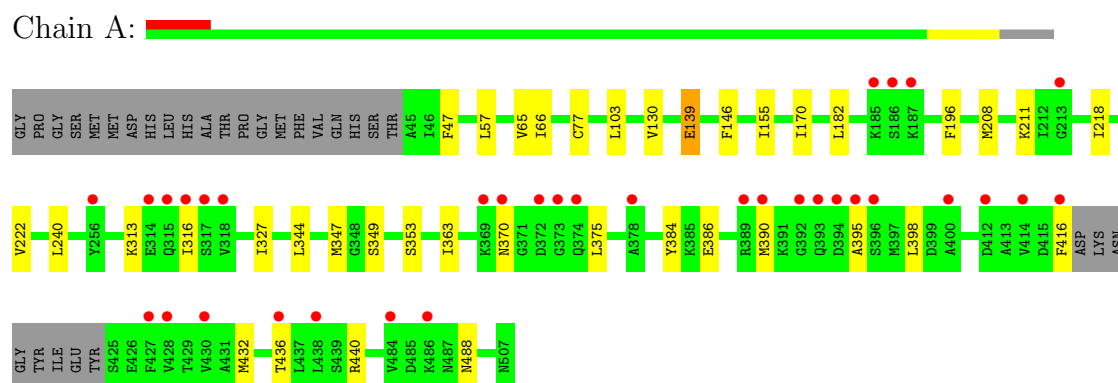 Chain A:
GLY PRO GLY SER MET MET ASP HIS LEU HIS ALA THR PRO GLY MET PHE VAL GLN HIS SER THR A45 I46 F47 L57 V65 I66 C77 L103 V130 E139 F146 I155 I170 L182 K185 S186 K187 F196 M208 K211 I212 G213 I218
V222 L240 Y256 K313 E314 Q315 I316 S317 V318 I327 L344 M347 G348 S349 S353 I363 K369 N370 G371 D372 G373 Q374 L375 A378 Y384 K385 E386 R389 M390 K391 G392 Q393 D394 A395 S396 M397 L398 D399 A400 D412 A413 V414 D415 F416 ASP LYS ASN
GLY TYR ILE GLU TYR S425 E426 F427 V428 T429 V430 A431 M432 T436 L437 L438 S439 R440 V484 D485 K486 N487 N488 N507